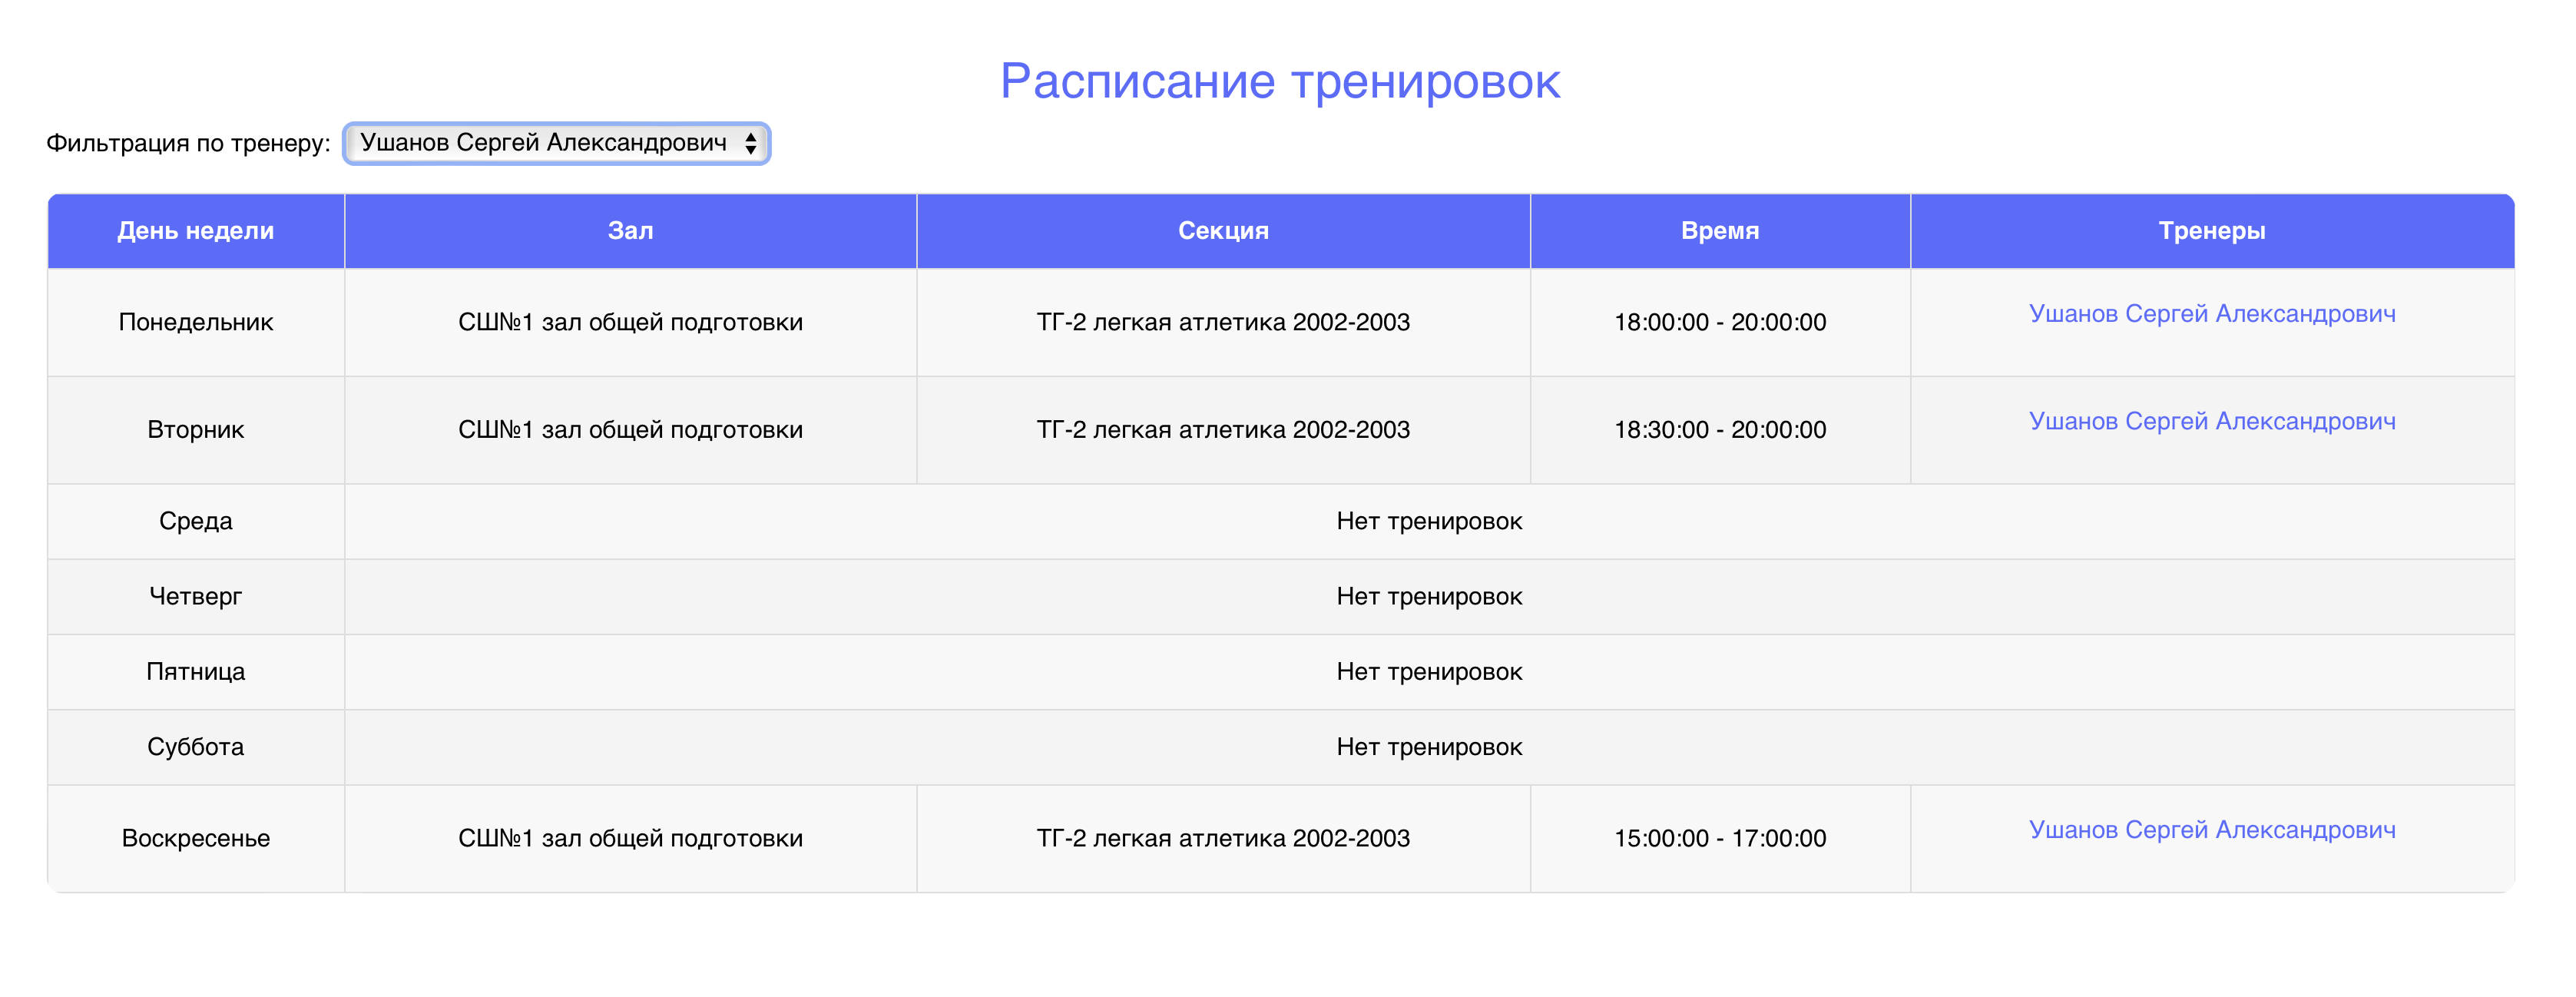 Расписание тренировок
Фильтрация по тренеру: Ушанов Сергей Александрович
День недели Зал Секция Время Тренеры
Понедельник СШ№1 зал общей подготовки ТГ-2 легкая атлетика 2002-2003 18:00:00 - 20:00:00 Ушанов Сергей Александрович
Вторник СШ№1 зал общей подготовки ТГ-2 легкая атлетика 2002-2003 18:30:00 - 20:00:00 Ушанов Сергей Александрович
Среда Нет тренировок
Четверг Нет тренировок
Пятница Нет тренировок
Суббота Нет тренировок
Воскресенье СШ№1 зал общей подготовки ТГ-2 легкая атлетика 2002-2003 15:00:00 - 17:00:00 Ушанов Сергей Александрович